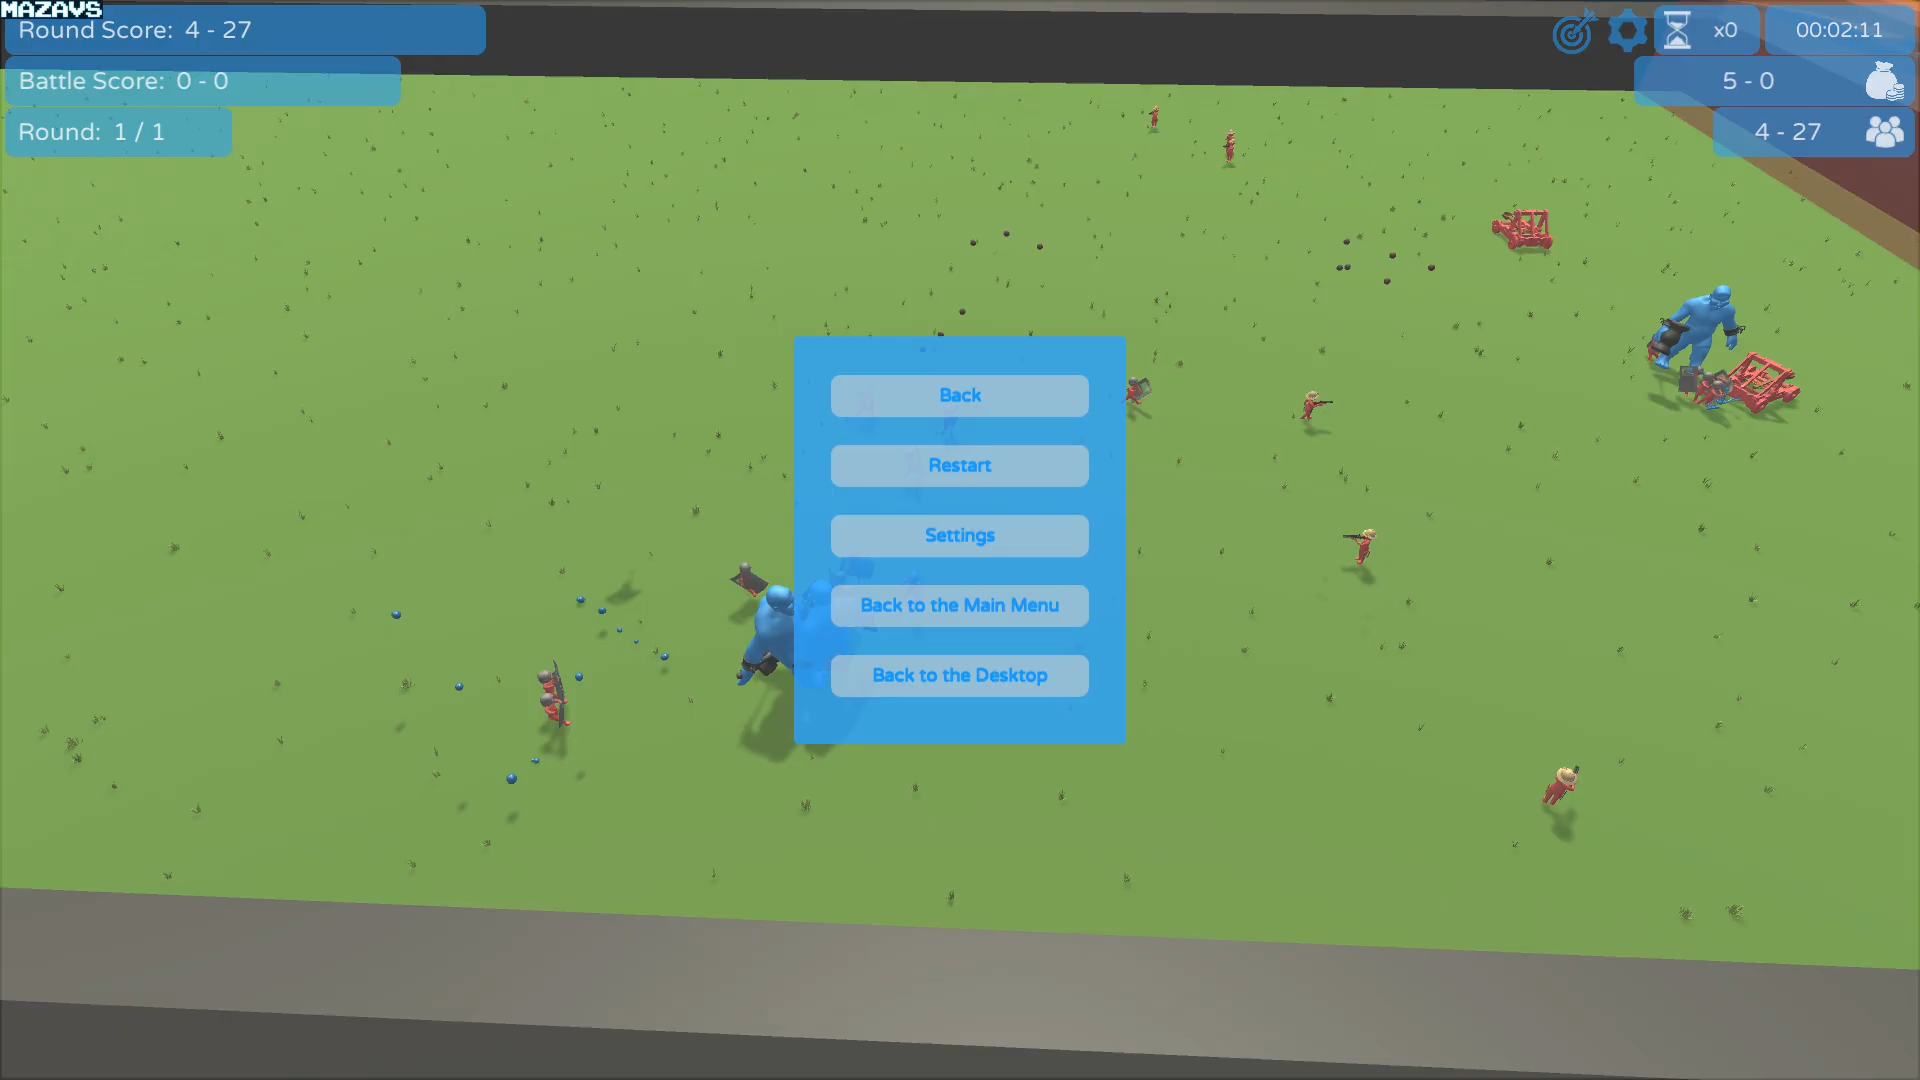 MAZAVS
Round Score: 4 - 27
x0
00:02:11
Battle Score: 0 - 0
5 - 0
Round: 1 / 1
4 - 27
Back
Restart
Settings
Back to the Main Menu
Back to the Desktop